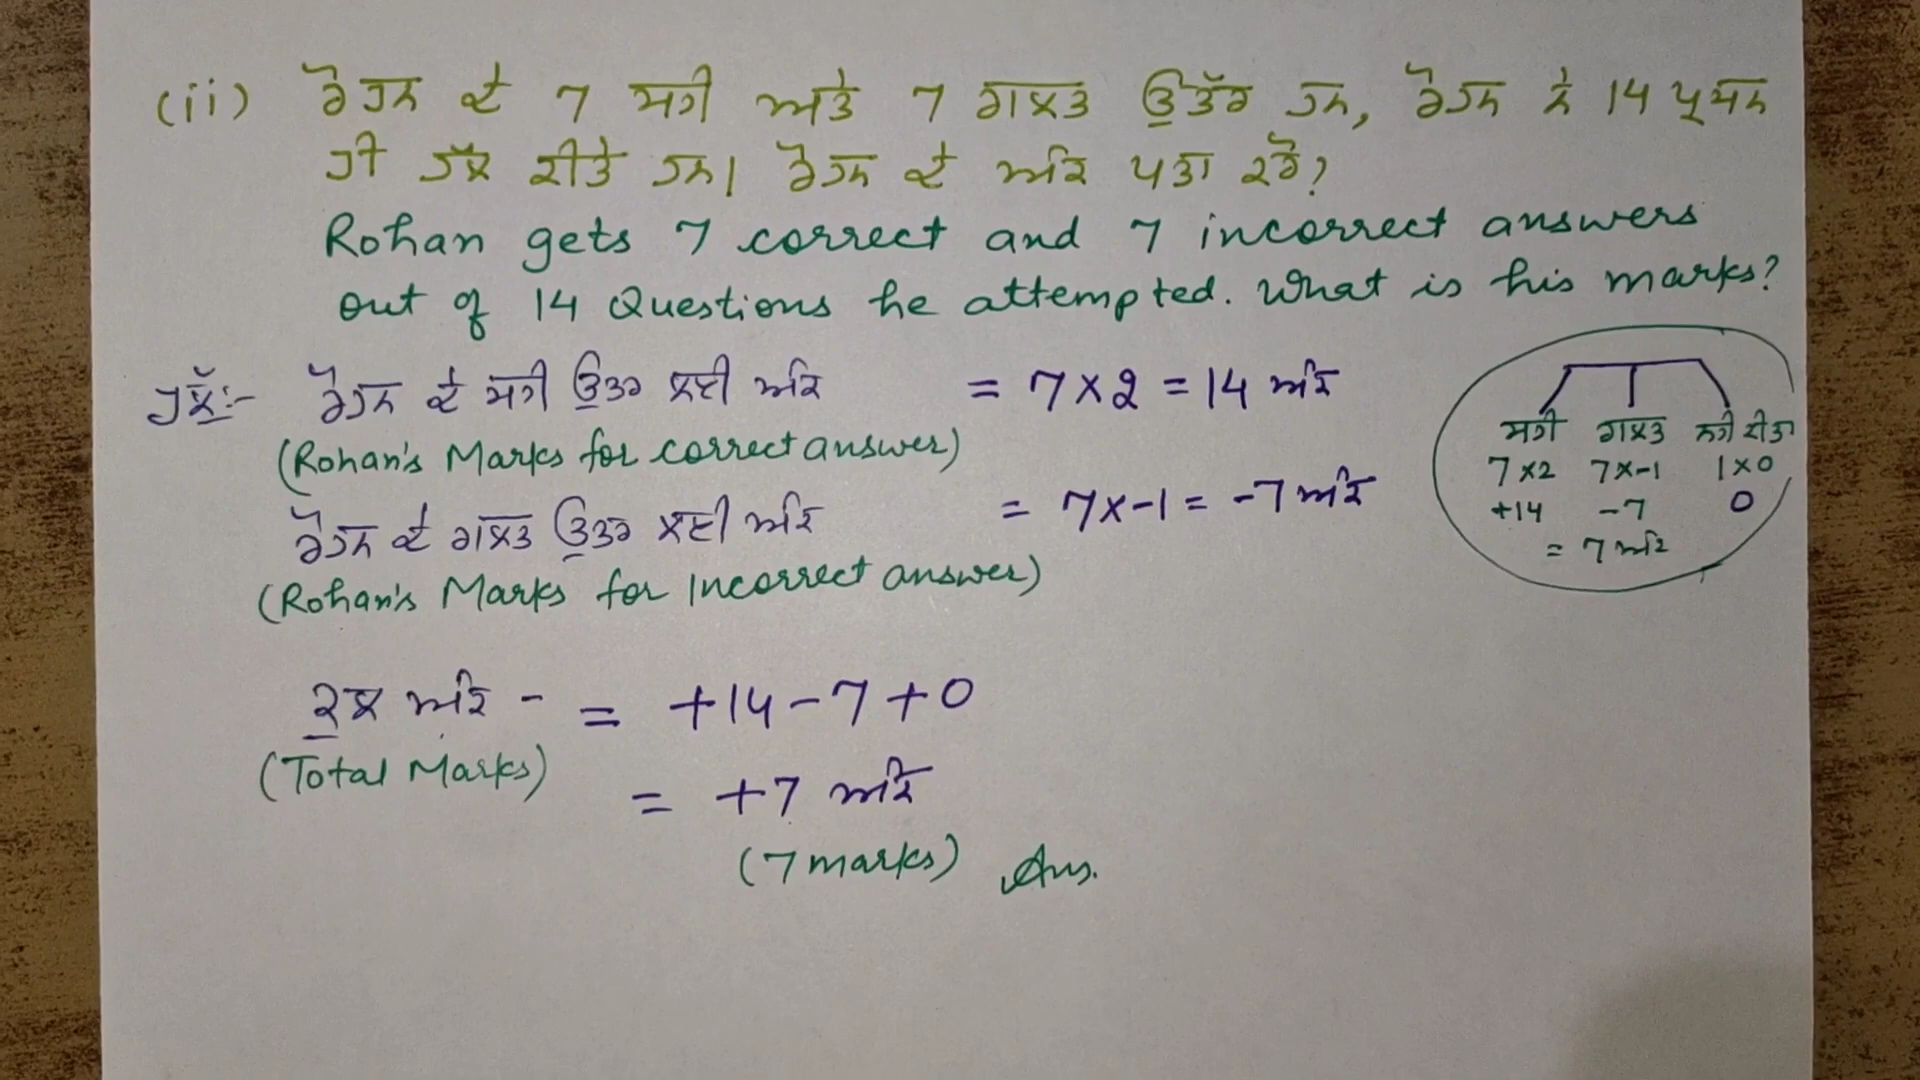 (ii) ਰੋਹਨ ਦੇ 7 ਸਹੀ ਅਤੇ 7 ਗਲਤ ਉੱਤਰ ਹਨ, ਰੋਹਨ ਨੇ 14 ਪ੍ਰਸ਼ਨ
ਹੀ ਹੱਲ ਕੀਤੇ ਹਨ। ਰੋਹਨ ਦੇ ਅੰਕ ਪਤਾ ਕਰੋ?
Rohan gets 7 correct and 7 incorrect answers
out of 14 Questions he attempted. What is his marks?
ਹੱਲ:- ਰੋਹਨ ਦੇ ਸਹੀ ਉਤਰ ਲਈ ਅੰਕ = 7×2 = 14 ਅੰਕ
(Rohan's Marks for correct answer)
ਰੋਹਨ ਦੇ ਗਲਤ ਉਤਰ ਲਈ ਅੰਕ = 7×-1 = -7 ਅੰਕ
(Rohan's Marks for Incorrect answer)
ਸਹੀ ਗਲਤ ਨਹੀ ਕੀਤਾ
7×2 7×-1 1×0
+14 -7 0
= 7 ਅੰਕ
ਕੁਲ ਅੰਕ - = +14-7+0
(Total Marks)
= +7 ਅੰਕ
(7 marks) Ans.